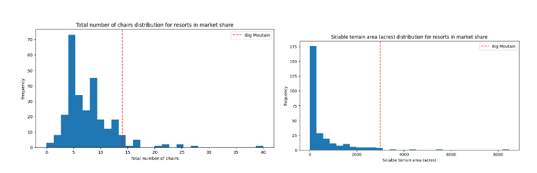 Total number of chairs distribution for resorts in market share
Big Moutain
frequency
70
60
50
40
30
20
10
0
0 5 10 15 20 25 30 35 40
Total number of chairs
Skiable terrain area (acres) distribution for resorts in market share
Big Moutain
frequency
175
150
125
100
75
50
25
0
0 2000 4000 6000 8000
Skiable terrain area (acres)